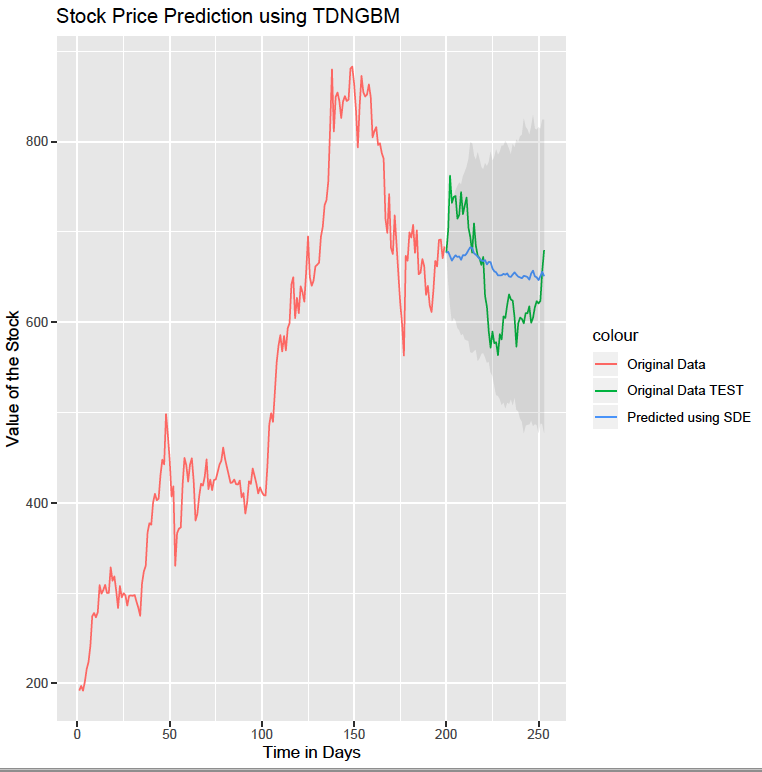 Stock Price Prediction using TDNGBM
Value of the Stock
800
600
400
200
0
50
100
150
200
250
Time in Days
colour
Original Data
Original Data TEST
Predicted using SDE